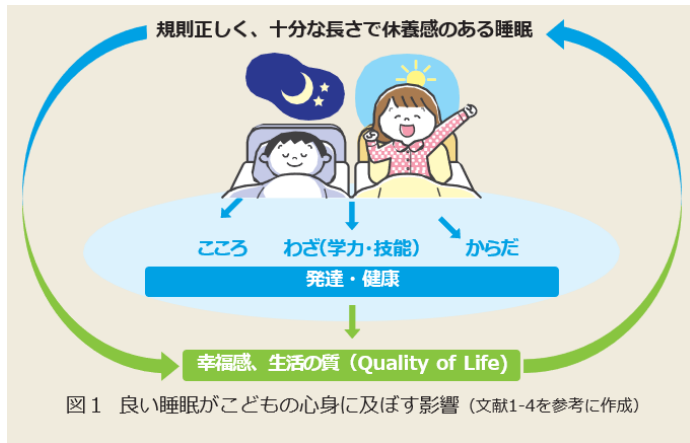 規則正しく、十分な長さで休養感のある睡眠
こころ わざ(学力・技能) からだ
発達・健康
幸福感、生活の質（Quality of Life)
図１ 良い睡眠がこどもの心身に及ぼす影響（文献1-4を参考に作成）